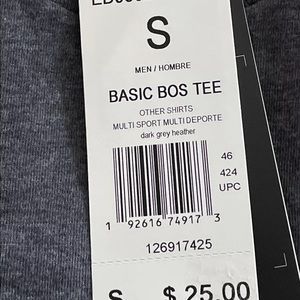 S
MEN / HOMBRE
BASIC BOS TEE
OTHER SHIRTS
MULTI SPORT MULTI DEPORTE
dark grey heather
46
424
UPC
1 92616 74917 3
126917425
S $ 25.00